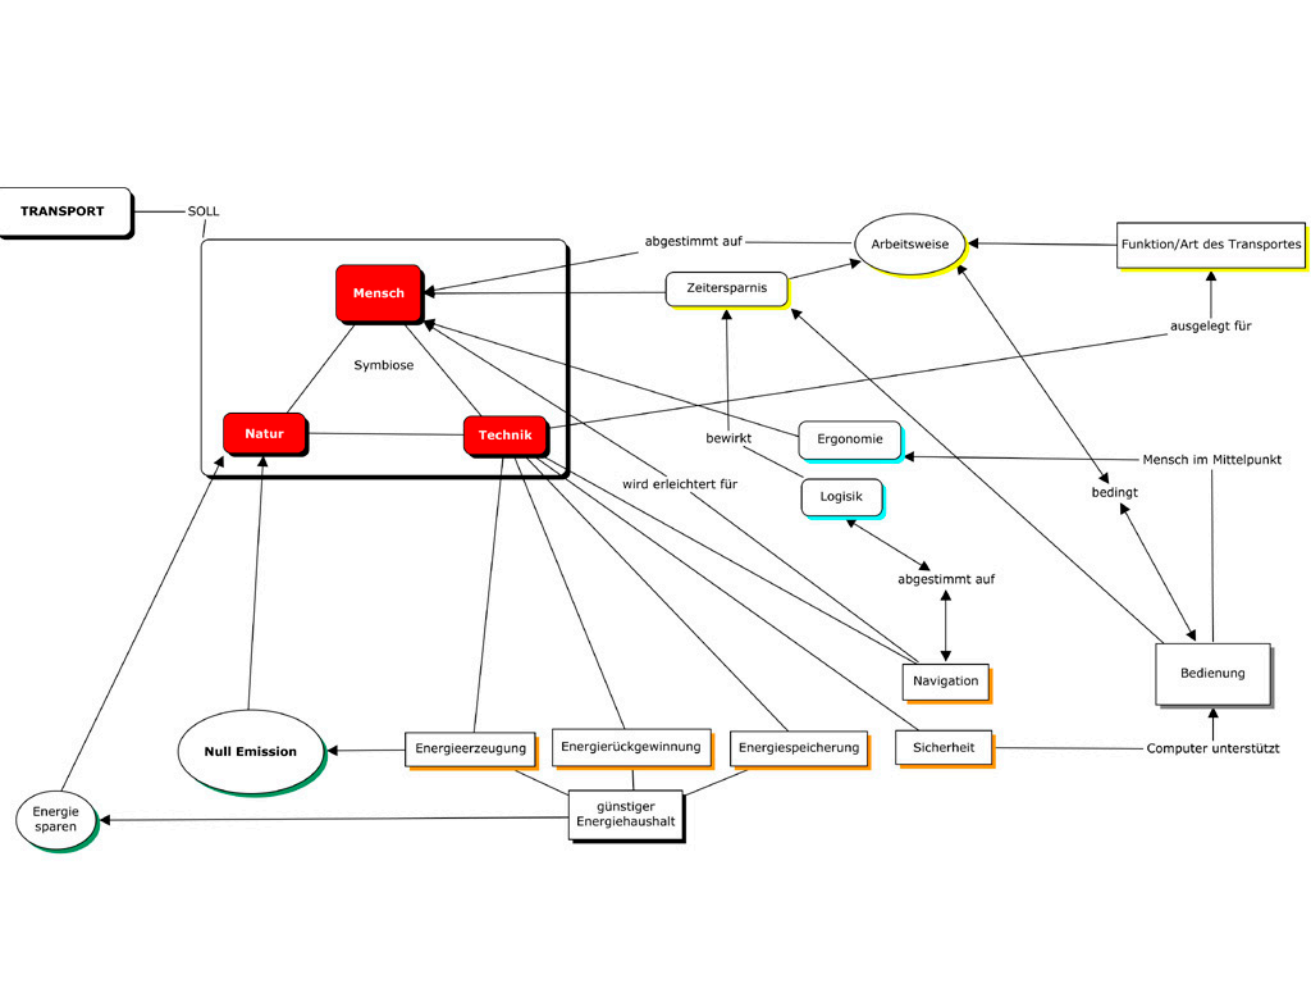 TRANSPORT
SOLL
abgestimmt auf
Arbeitsweise
Funktion/Art des Transportes
Mensch
Zeitersparnis
ausgelegt für
Symbiose
Natur
Technik
bewirkt
Ergonomie
Mensch im Mittelpunkt
wird erleichtert für
Logisik
bedingt
abgestimmt auf
Navigation
Bedienung
Null Emission
Energieerzeugung
Energierückgewinnung
Energiespeicherung
Sicherheit
Computer unterstützt
Energie
sparen
günstiger
Energiehaushalt